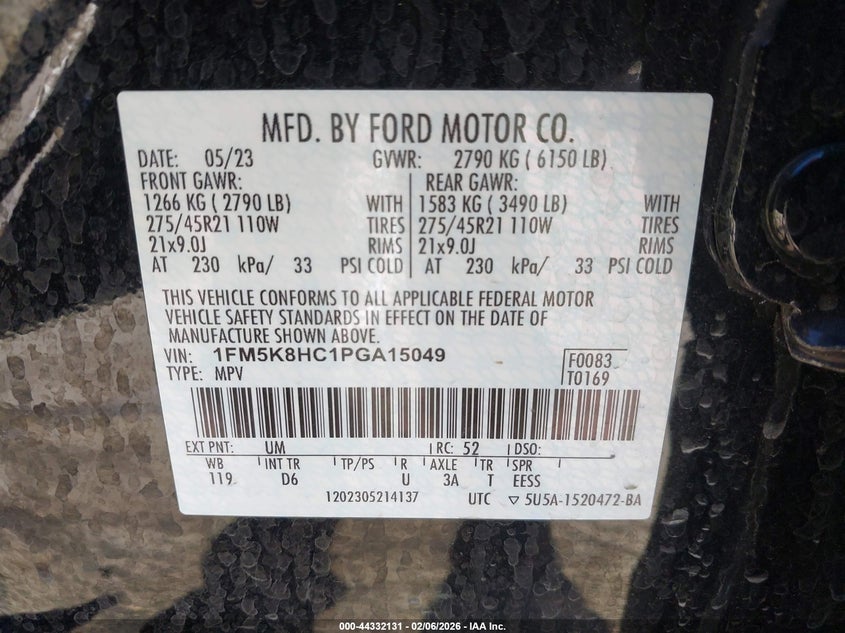 MFD. BY FORD MOTOR CO.
DATE: 05/23 GVWR: 2790 KG ( 6150 LB)
FRONT GAWR: REAR GAWR:
1266 KG ( 2790 LB) WITH 1583 KG ( 3490 LB) WITH
275/45R21 110W TIRES 275/45R21 110W TIRES
21x9.0J RIMS 21x9.0J RIMS
AT 230 kPa/ 33 PSI COLD AT 230 kPa/ 33 PSI COLD
THIS VEHICLE CONFORMS TO ALL APPLICABLE FEDERAL MOTOR
VEHICLE SAFETY STANDARDS IN EFFECT ON THE DATE OF
MANUFACTURE SHOWN ABOVE.
VIN: 1FM5K8HC1PGA15049 F0083
TYPE: MPV T0169
EXT PNT: UM RC: 52 DSO:
WB INT TR TP/PS R AXLE TR SPR
119 D6 U 3A T EESS
1202305214137 UTC ▽ 5U5A-1520472-BA
000-44332131 - 02/06/2026 - IAA Inc.